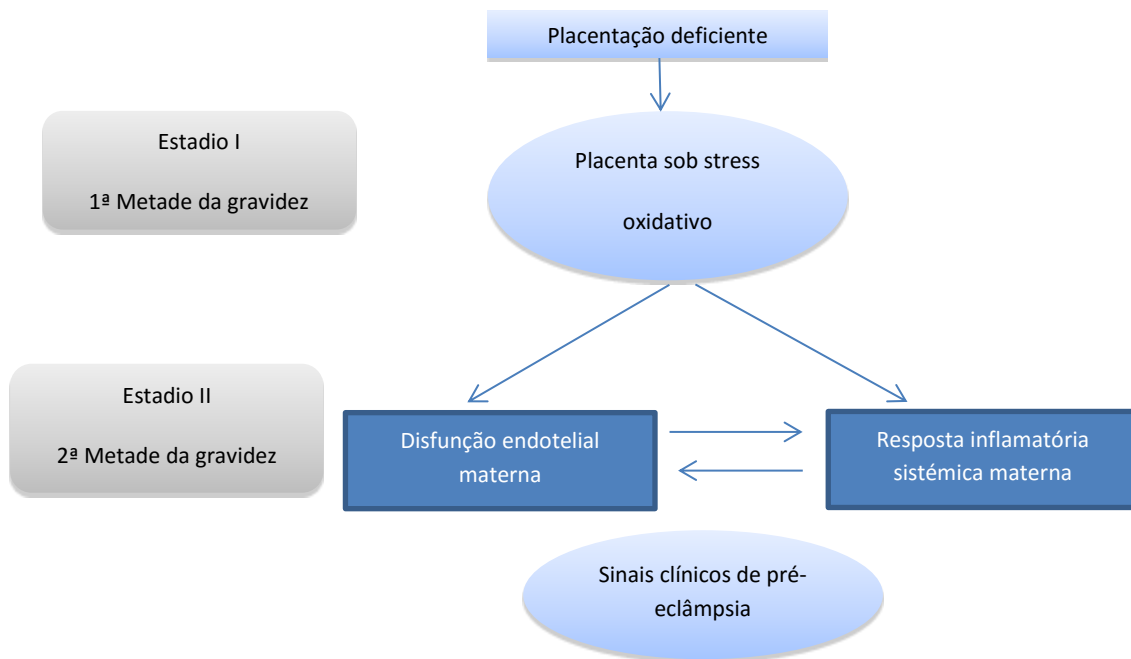 Placentação deficiente
Estadio I
1ª Metade da gravidez
Placenta sob stress
oxidativo
Estadio II
2ª Metade da gravidez
Disfunção endotelial
materna
Resposta inflamatória
sistémica materna
Sinais clínicos de pré-
eclâmpsia